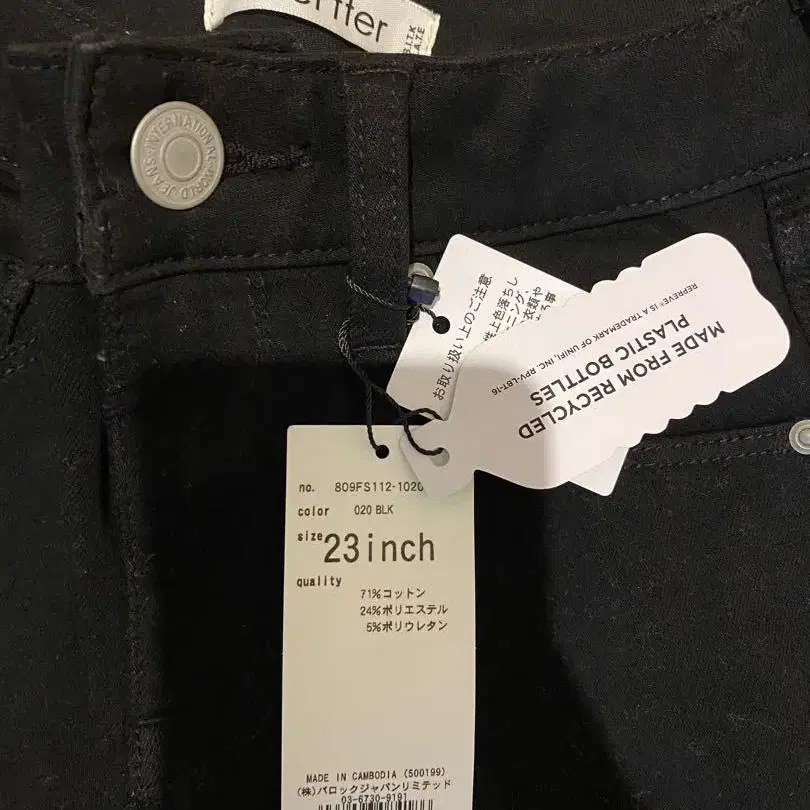 INTERNATIONAL WORLD JEANS
お取り扱い上のご注意
MADE FROM RECYCLED
PLASTIC BOTTLES
REPREVE® IS A TRADEMARK OF UNIFI, INC. RPV-LBT-16
no. 809FS112-1020
color 020 BLK
size 23inch
quality
71%コットン
24%ポリエステル
5%ポリウレタン
MADE IN CAMBODIA (500199)
(株)バロックジャパンリミテッド
03-6730-9191